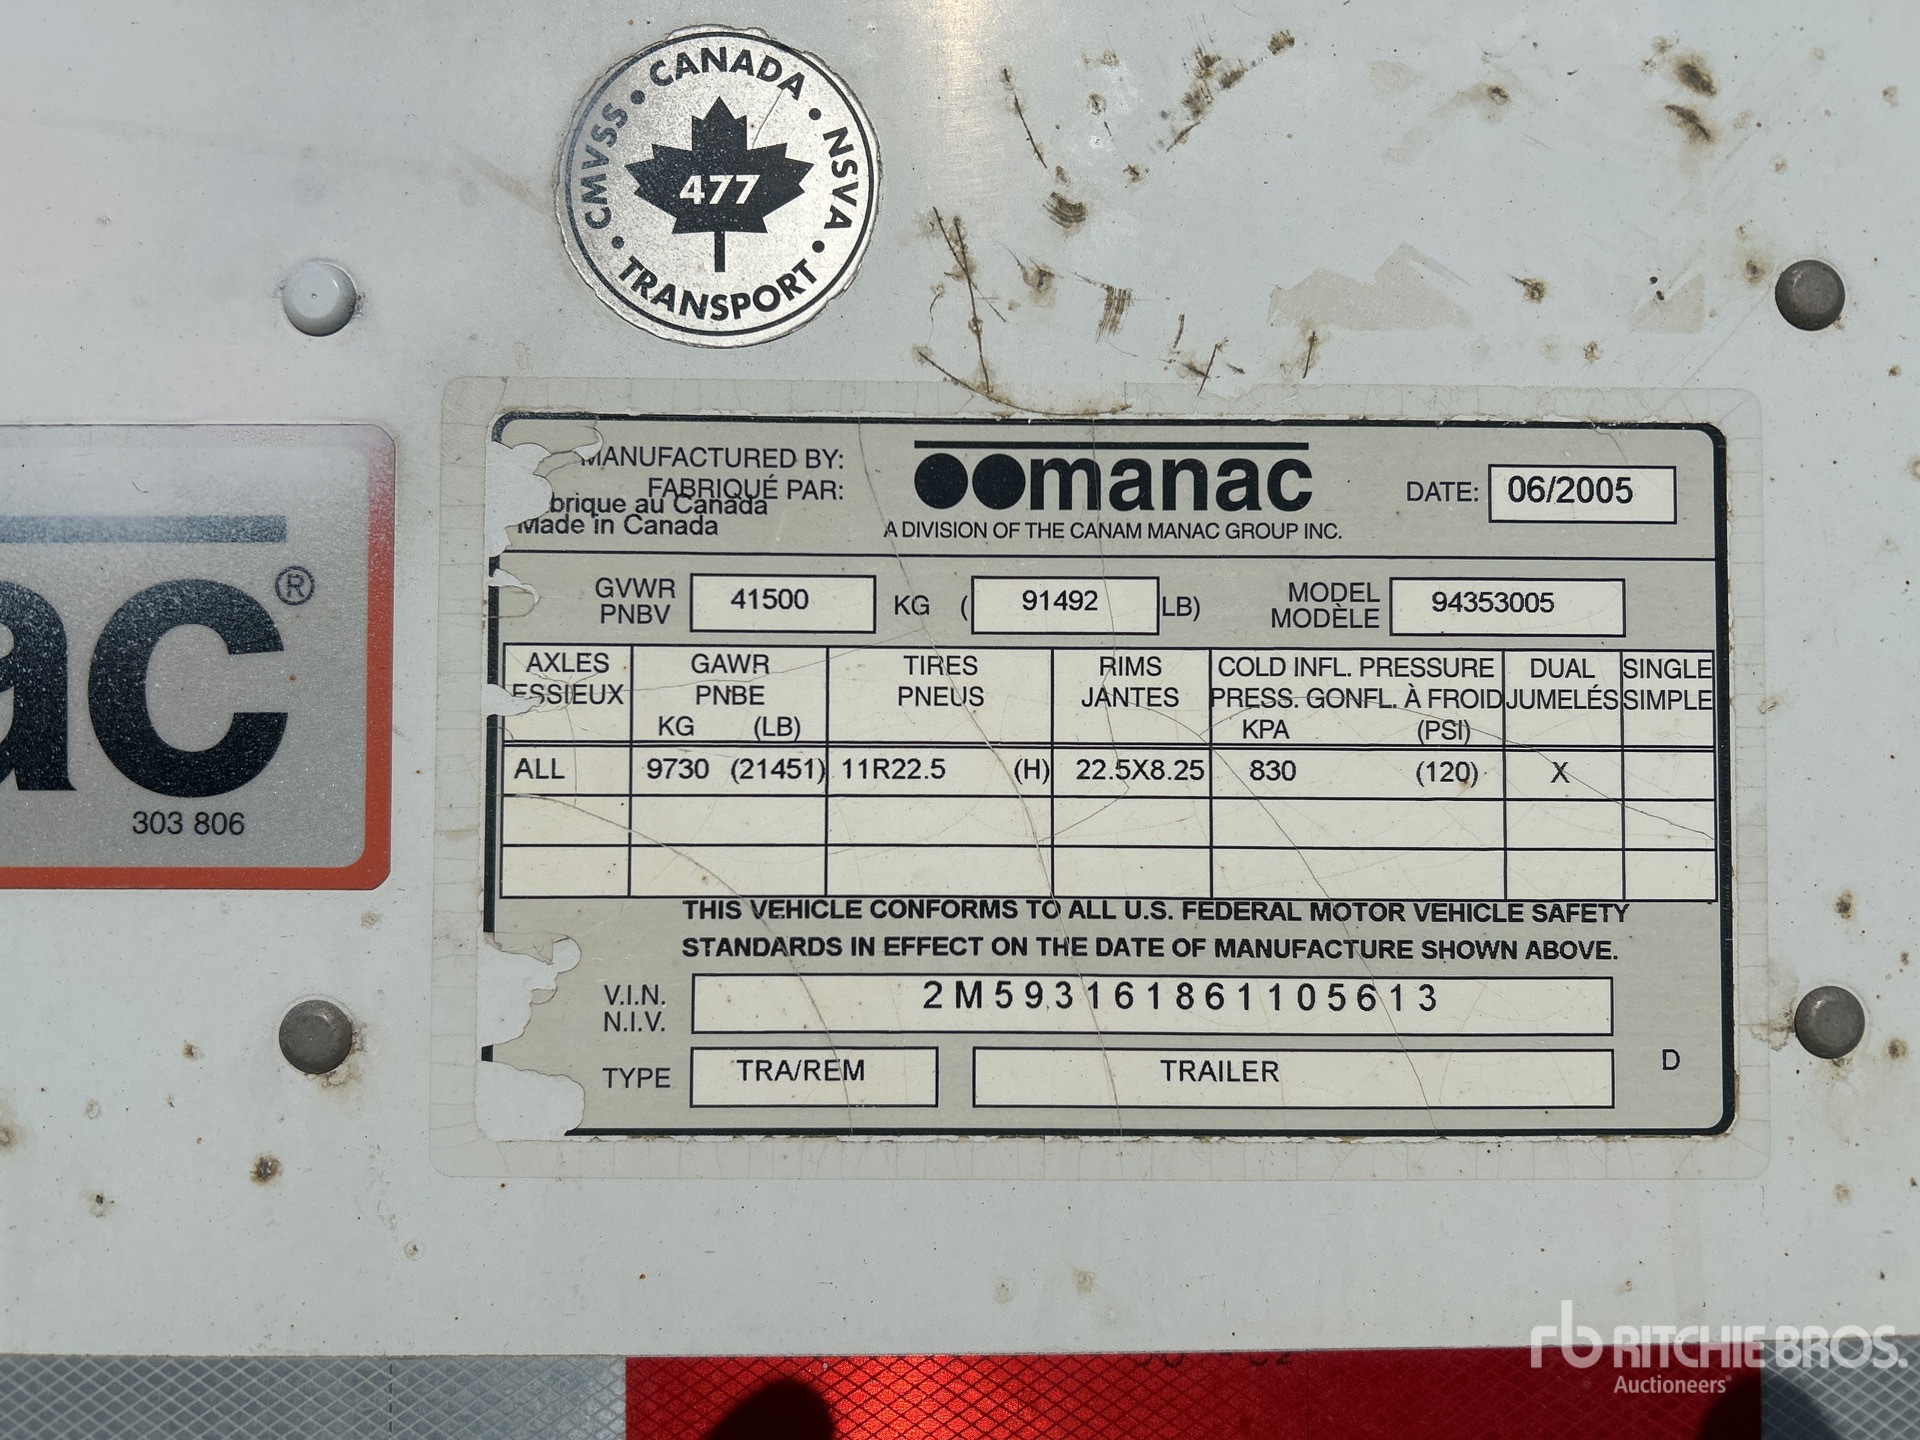 CANADA • NSVA • TRANSPORT • CMVSS •
477
MANUFACTURED BY:
FABRIQUÉ PAR:
brique au Canada
Made in Canada
manac
A DIVISION OF THE CANAM MANAC GROUP INC.
DATE: 06/2005
GVWR
PNBV
41500 KG ( 91492 LB)
MODEL
MODÈLE
94353005
AXLES GAWR TIRES RIMS COLD INFL. PRESSURE DUAL SINGLE
ESSIEUX PNBE PNEUS JANTES PRESS. GONFL. À FROID JUMELÉS SIMPLE
KG (LB) KPA (PSI)
ALL 9730 (21451) 11R22.5 (H) 22.5X8.25 830 (120) X
THIS VEHICLE CONFORMS TO ALL U.S. FEDERAL MOTOR VEHICLE SAFETY
STANDARDS IN EFFECT ON THE DATE OF MANUFACTURE SHOWN ABOVE.
V.I.N.
N.I.V.
2M593161861105613
TYPE TRA/REM TRAILER D
ac®
303 806
rb RITCHIE BROS.
Auctioneers